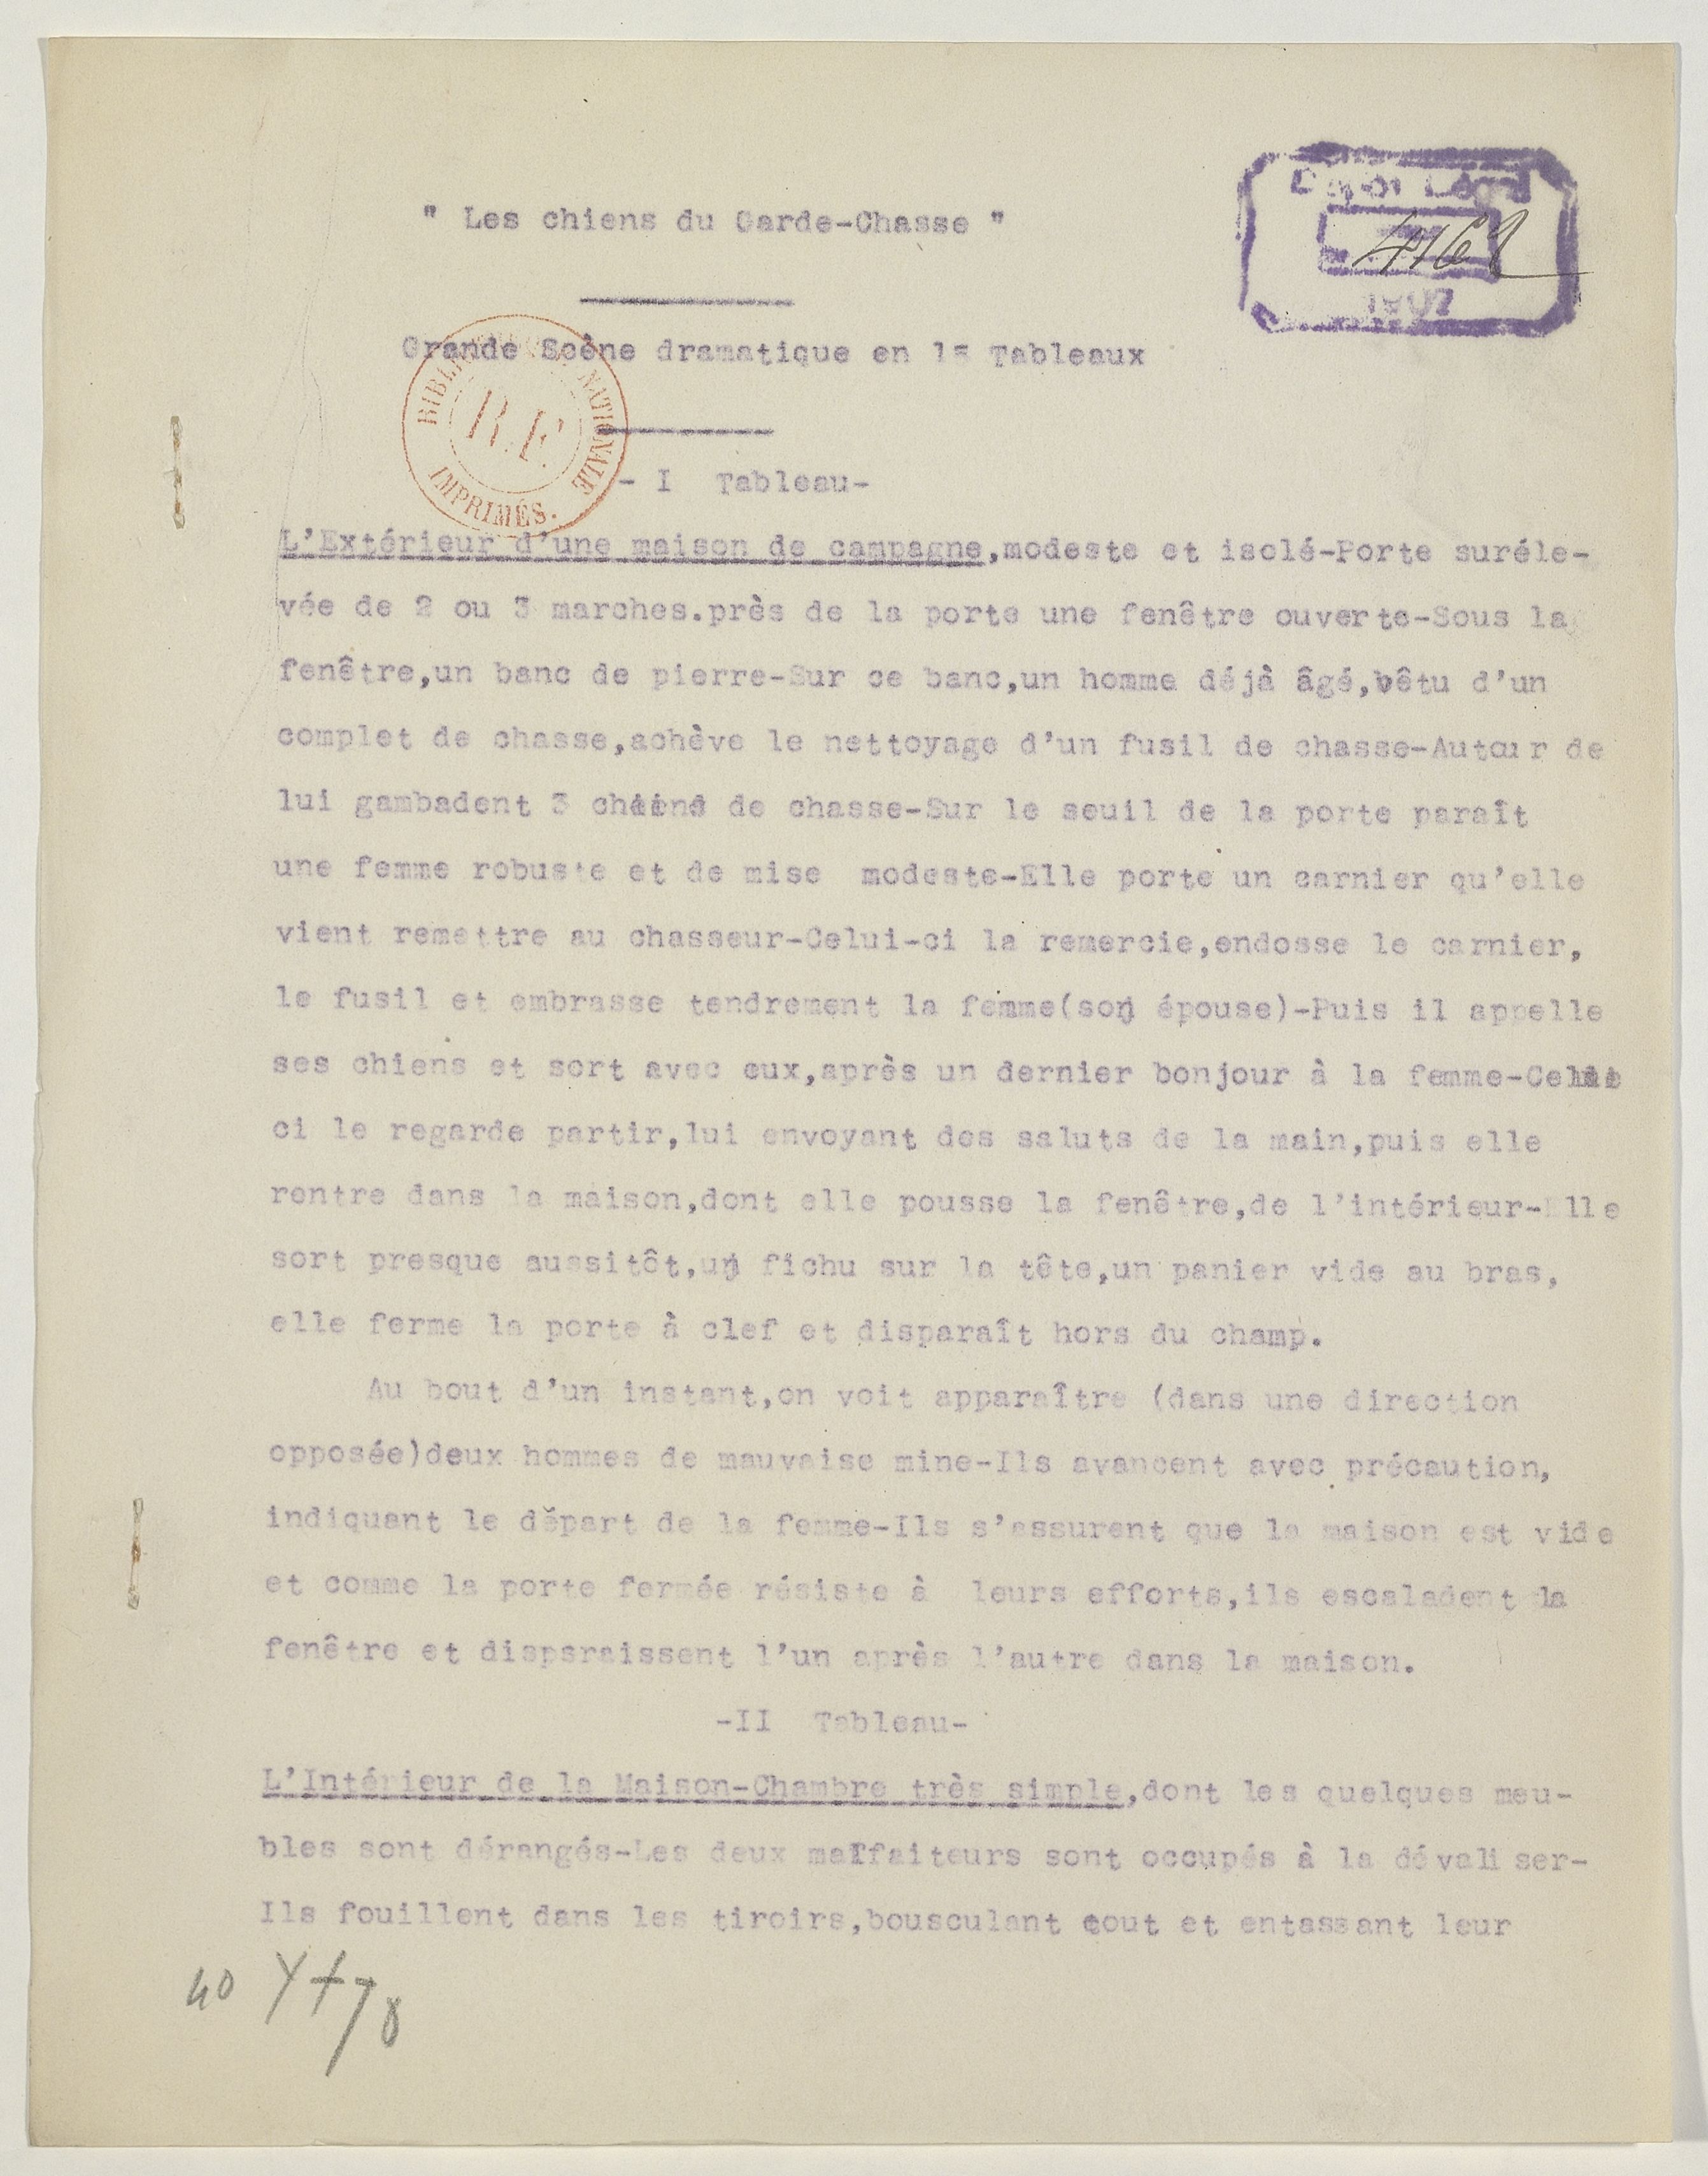 " Les chiens du Garde-Chasse "
Dépôt Légal
1907
Grande Scène dramatique en 15 Tableaux
BIBLIOTHÈQUE NATIONALE
R.F.
IMPRIMÉS.
- I Tableau-
L'Extérieur d'une maison de campagne,modeste et isolé-Porte suréle-
vée de 2 ou 3 marches.près de la porte une fenêtre ouverte-Sous la
fenêtre,un banc de pierre-Sur ce banc,un homme déjà âgé,vêtu d'un
complet de chasse,achève le nettoyage d'un fusil de chasse-Autour de
lui gambadent 3 chiens de chasse-Sur le seuil de la porte paraît
une femme robuste et de mise modeste-Elle porte un carnier qu'elle
vient remettre au chasseur-Celui-ci la remercie,endosse le carnier,
le fusil et embrasse tendrement la femme(son épouse)-Puis il appelle
ses chiens et sort avec eux,après un dernier bonjour à la femme-
ci le regarde partir,lui envoyant des saluts de la main,puis elle
rentre dans la maison,dont elle pousse la fenêtre,de l'intérieur-Elle
sort presque aussitôt,un fichu sur la tête,un panier vide au bras,
elle ferme la porte à clef et disparaît hors du champ.
Au bout d'un instant,on voit apparaître (dans une direction
opposée)deux hommes de mauvaise mine-Ils avancent avec précaution,
indiquant le départ de la femme-Ils s'assurent que la maison est vide
et comme la porte fermée résiste à leurs efforts,ils escaladent la
fenêtre et dispsraissent l'un après l'autre dans la maison.
-II Tableau-
L'Intérieur de la Maison-Chambre très simple,dont les quelques meu-
bles sont dérangés-Les deux malfaiteurs sont occupés à la dévaliser-
Ils fouillent dans les tiroirs,bousculant tout et entassant leur
40 Y+78